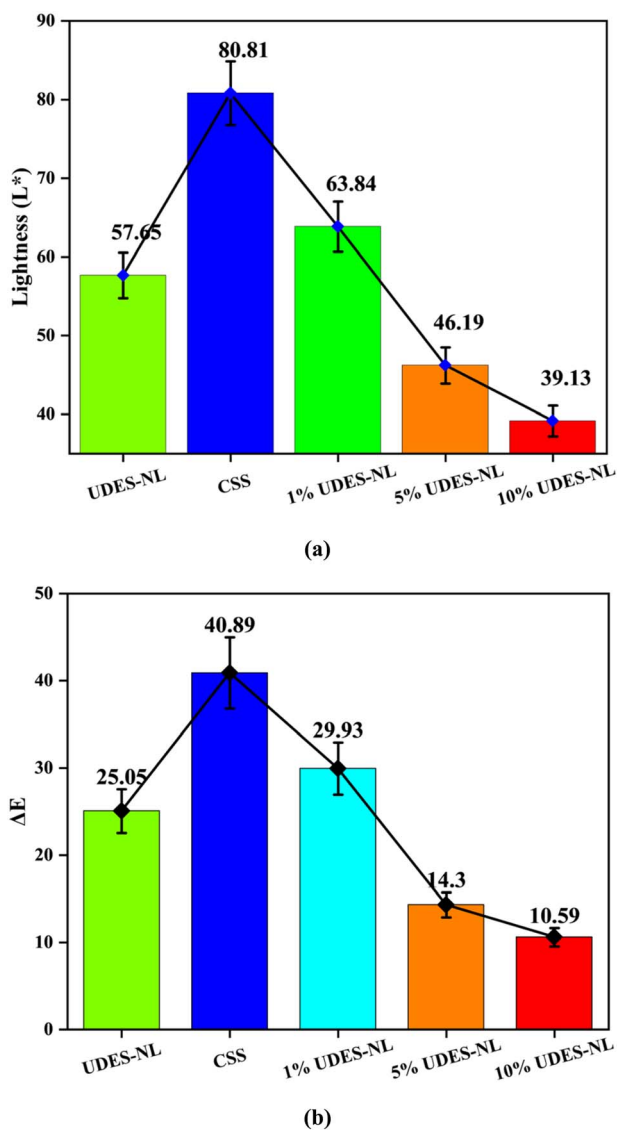 90
80
70
60
50
40
Lightness (L*)
57.65
80.81
63.84
46.19
39.13
UDES-NL
CSS
1% UDES-NL
5% UDES-NL
10% UDES-NL
(a)
50
40
30
20
10
0
ΔE
25.05
40.89
29.93
14.3
10.59
UDES-NL
CSS
1% UDES-NL
5% UDES-NL
10% UDES-NL
(b)